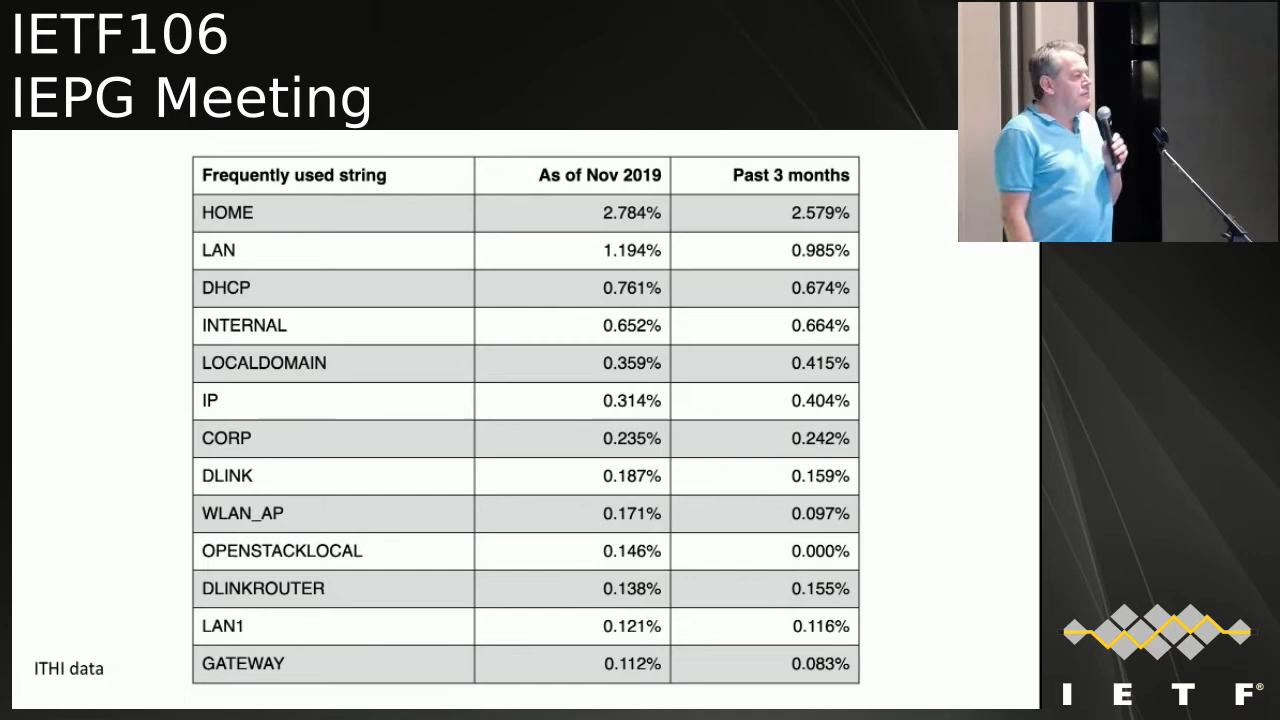 IETF106
IEPG Meeting
Frequently used string As of Nov 2019 Past 3 months
HOME 2.784% 2.579%
LAN 1.194% 0.985%
DHCP 0.761% 0.674%
INTERNAL 0.652% 0.664%
LOCALDOMAIN 0.359% 0.415%
IP 0.314% 0.404%
CORP 0.235% 0.242%
DLINK 0.187% 0.159%
WLAN_AP 0.171% 0.097%
OPENSTACKLOCAL 0.146% 0.000%
DLINKROUTER 0.138% 0.155%
LAN1 0.121% 0.116%
GATEWAY 0.112% 0.083%
ITHI data
I E T F®